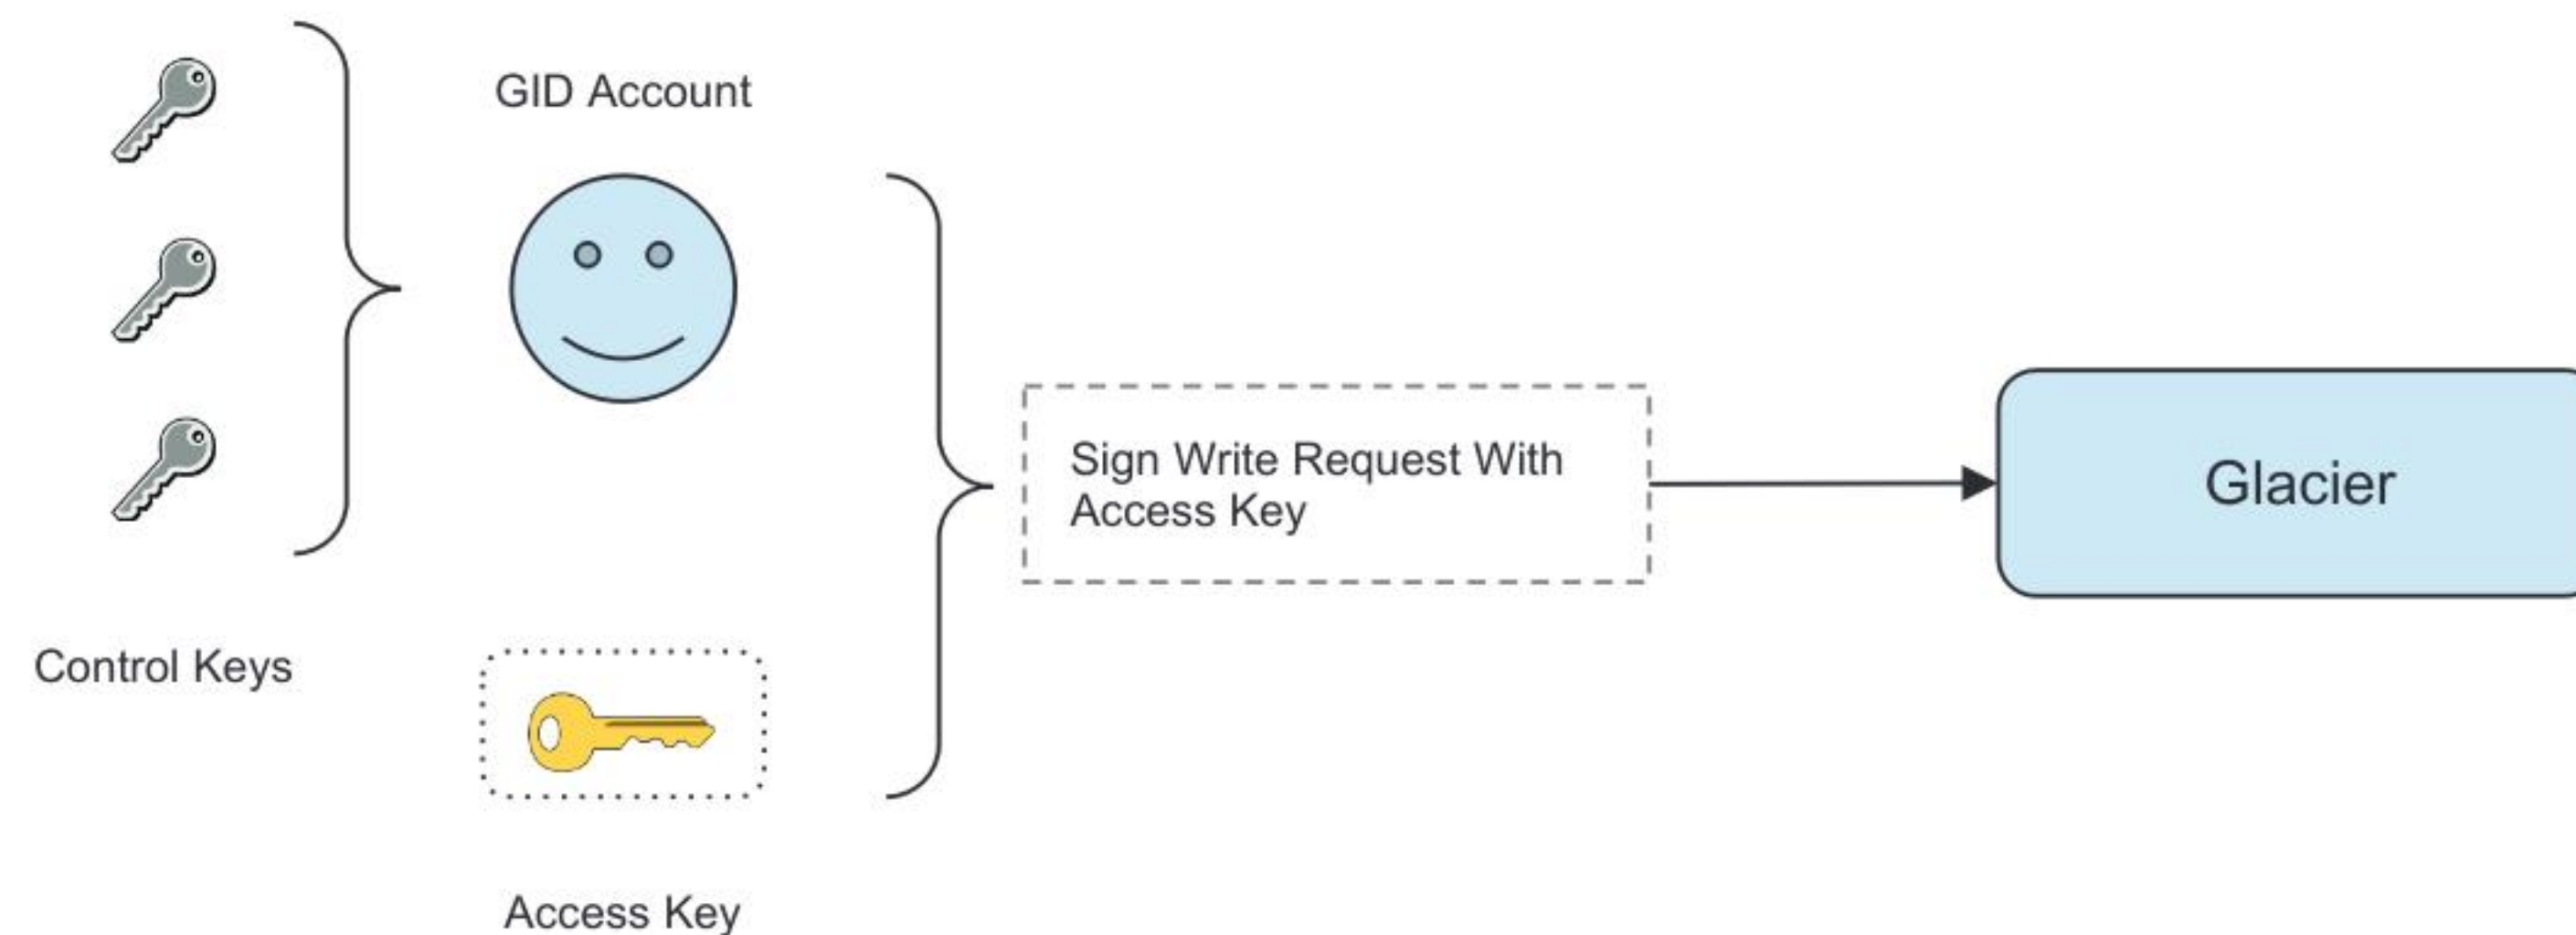 GID Account
Sign Write Request With
Access Key
Glacier
Control Keys
Access Key